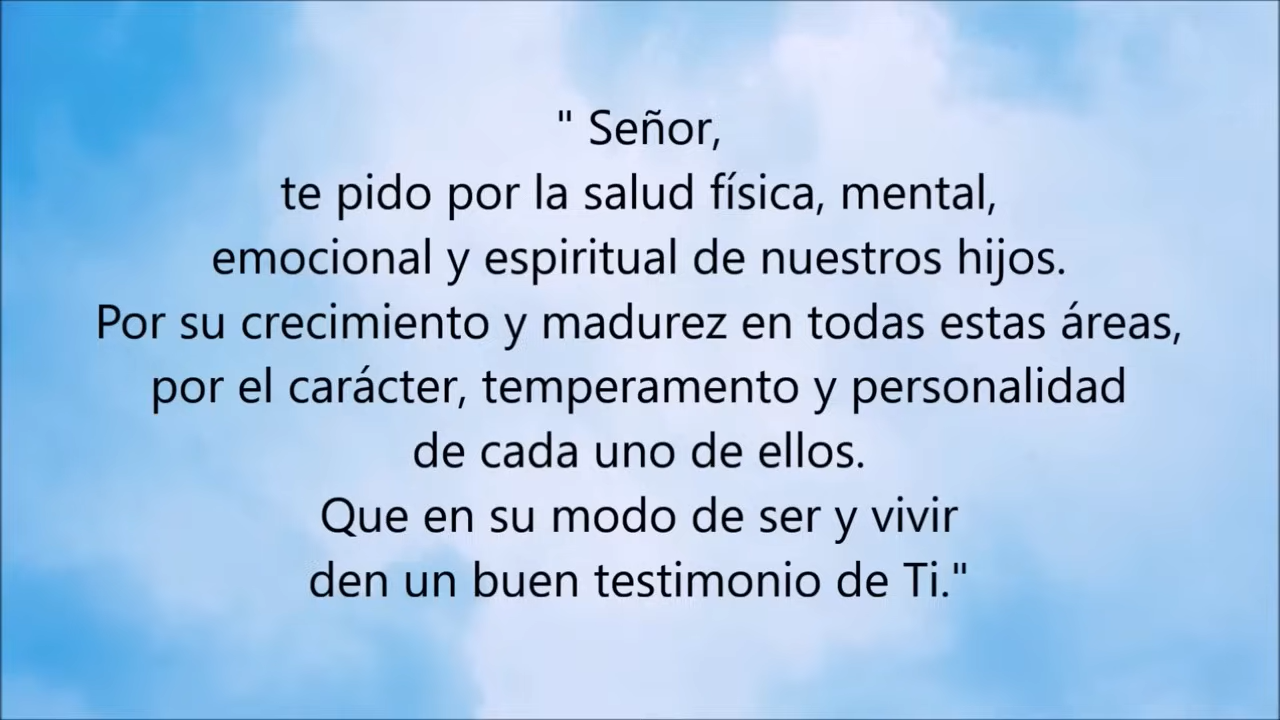 " Señor,
te pido por la salud física, mental,
emocional y espiritual de nuestros hijos.
Por su crecimiento y madurez en todas estas áreas,
por el carácter, temperamento y personalidad
de cada uno de ellos.
Que en su modo de ser y vivir
den un buen testimonio de Ti."